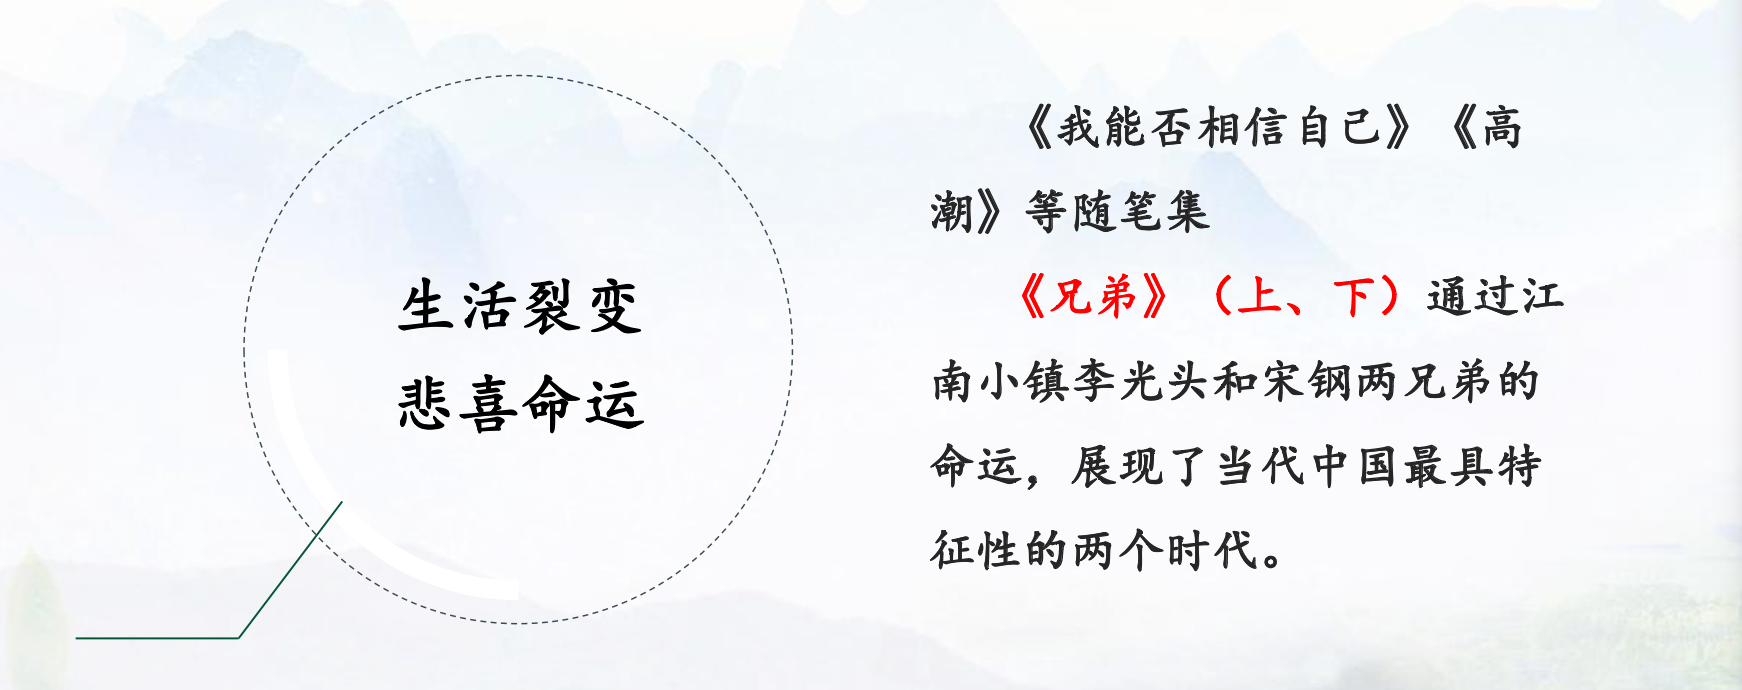 生活裂变
悲喜命运
《我能否相信自己》《高
潮》等随笔集
《兄弟》（上、下）通过江
南小镇李光头和宋钢两兄弟的
命运，展现了当代中国最具特
征性的两个时代。